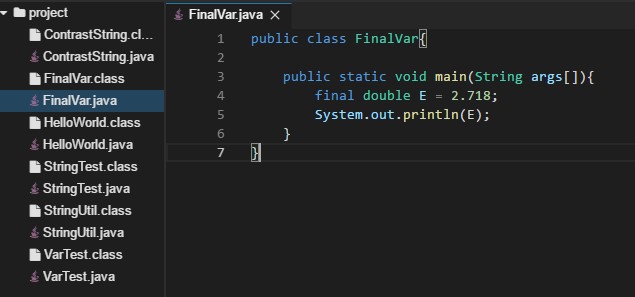 project
ContrastString.cl...
ContrastString.java
FinalVar.class
FinalVar.java
HelloWorld.class
HelloWorld.java
StringTest.class
StringTest.java
StringUtil.class
StringUtil.java
VarTest.class
VarTest.java
FinalVar.java ×
1 public class FinalVar{
2
3     public static void main(String args[]){
4         final double E = 2.718;
5         System.out.println(E);
6     }
7 }